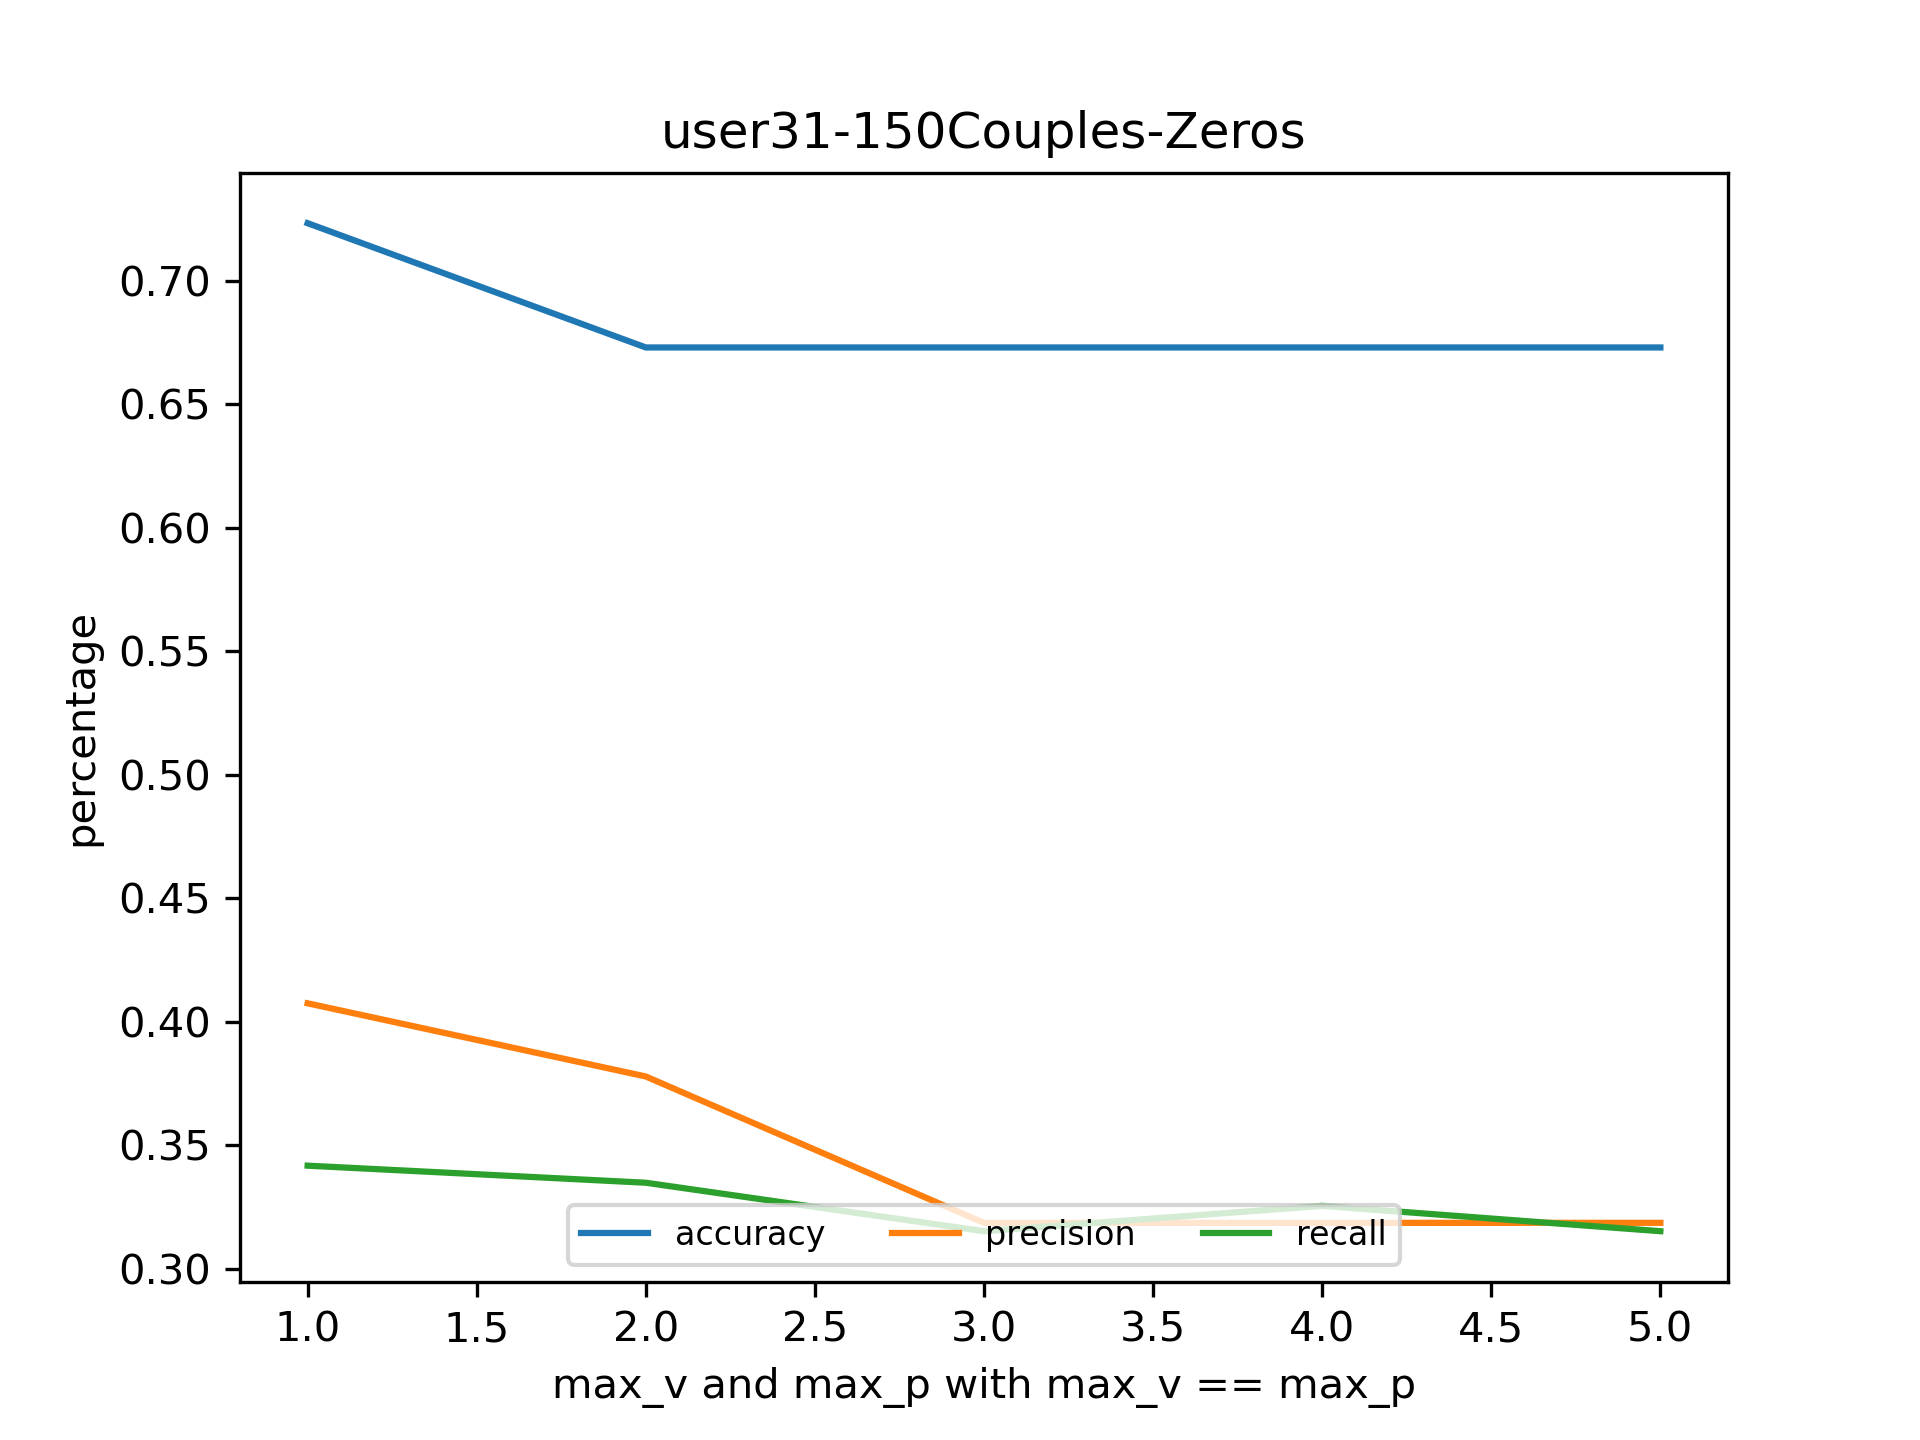 user31-150Couples-Zeros
percentage
0.70
0.65
0.60
0.55
0.50
0.45
0.40
0.35
0.30
accuracy precision recall
1.0 1.5 2.0 2.5 3.0 3.5 4.0 4.5 5.0
max_v and max_p with max_v == max_p